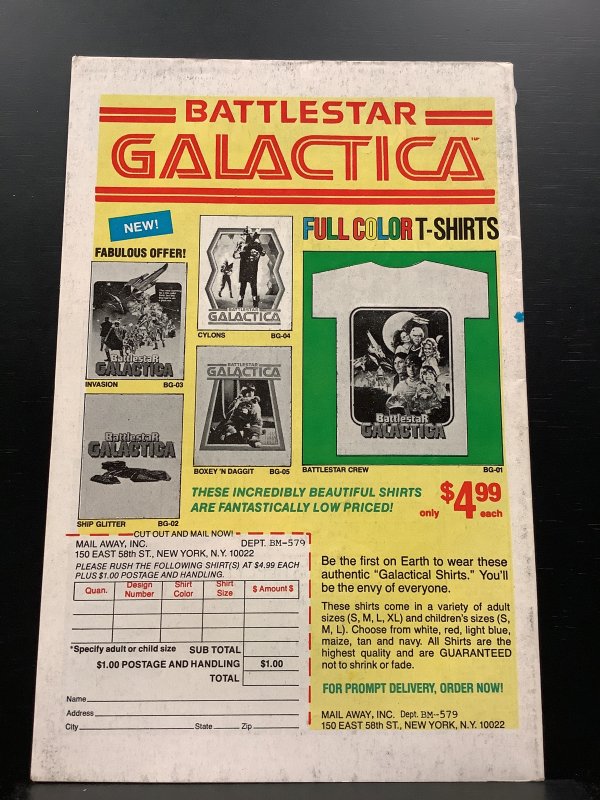 BATTLESTAR
GALACTICA™
NEW!
FABULOUS OFFER!
FULL COLOR T-SHIRTS
BattlestaR
GALACTICA
INVASION BG-03
BATTLESTAR
GALACTICA
CYLONS BG-04
BattlestaR
GALACTICA
SHIP GLITTER BG-02
BATTLESTAR
GALACTICA
BOXEY 'N DAGGIT BG-05
BattlestaR
GALACTICA
BATTLESTAR CREW BG-01
THESE INCREDIBLY BEAUTIFUL SHIRTS
ARE FANTASTICALLY LOW PRICED!
only $4.99 each
CUT OUT AND MAIL NOW!
MAIL AWAY, INC. DEPT. BM-579
150 EAST 58th ST., NEW YORK, N.Y. 10022
PLEASE RUSH THE FOLLOWING SHIRT(S) AT $4.99 EACH
PLUS $1.00 POSTAGE AND HANDLING.
Quan. Design Number Shirt Color Shirt Size $ Amount $
*Specify adult or child size SUB TOTAL
$1.00 POSTAGE AND HANDLING $1.00
TOTAL
Name
Address
City State Zip
Be the first on Earth to wear these
authentic "Galactical Shirts." You'll
be the envy of everyone.
These shirts come in a variety of adult
sizes (S, M, L, XL) and children's sizes (S,
M, L). Choose from white, red, light blue,
maize, tan and navy. All Shirts are the
highest quality and are GUARANTEED
not to shrink or fade.
FOR PROMPT DELIVERY, ORDER NOW!
MAIL AWAY, INC. Dept. BM-579
150 EAST 58th ST., NEW YORK, N.Y. 10022